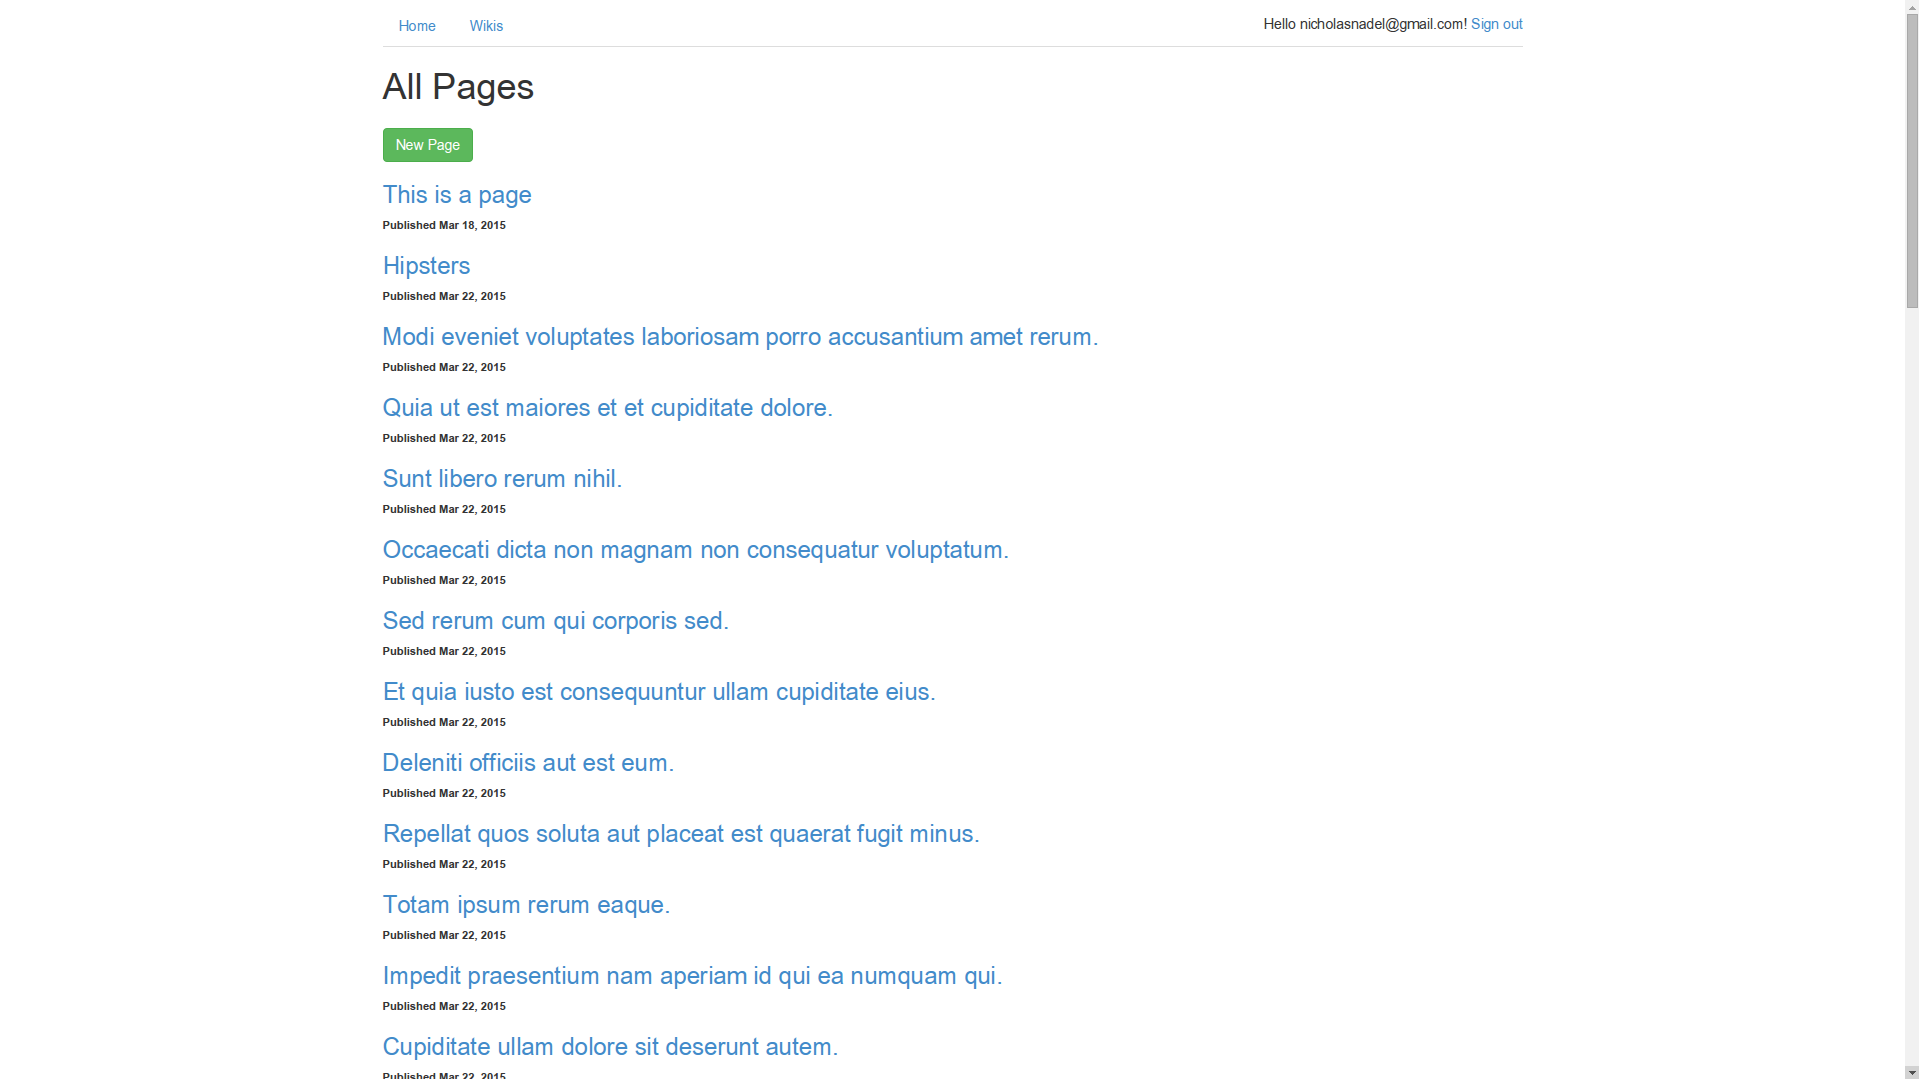 Home Wikis Hello nicholasnadel@gmail.com! Sign out
All Pages
New Page
This is a page
Published Mar 18, 2015
Hipsters
Published Mar 22, 2015
Modi eveniet voluptates laboriosam porro accusantium amet rerum.
Published Mar 22, 2015
Quia ut est maiores et et cupiditate dolore.
Published Mar 22, 2015
Sunt libero rerum nihil.
Published Mar 22, 2015
Occaecati dicta non magnam non consequatur voluptatum.
Published Mar 22, 2015
Sed rerum cum qui corporis sed.
Published Mar 22, 2015
Et quia iusto est consequuntur ullam cupiditate eius.
Published Mar 22, 2015
Deleniti officiis aut est eum.
Published Mar 22, 2015
Repellat quos soluta aut placeat est quaerat fugit minus.
Published Mar 22, 2015
Totam ipsum rerum eaque.
Published Mar 22, 2015
Impedit praesentium nam aperiam id qui ea numquam qui.
Published Mar 22, 2015
Cupiditate ullam dolore sit deserunt autem.
Published Mar 22, 2015